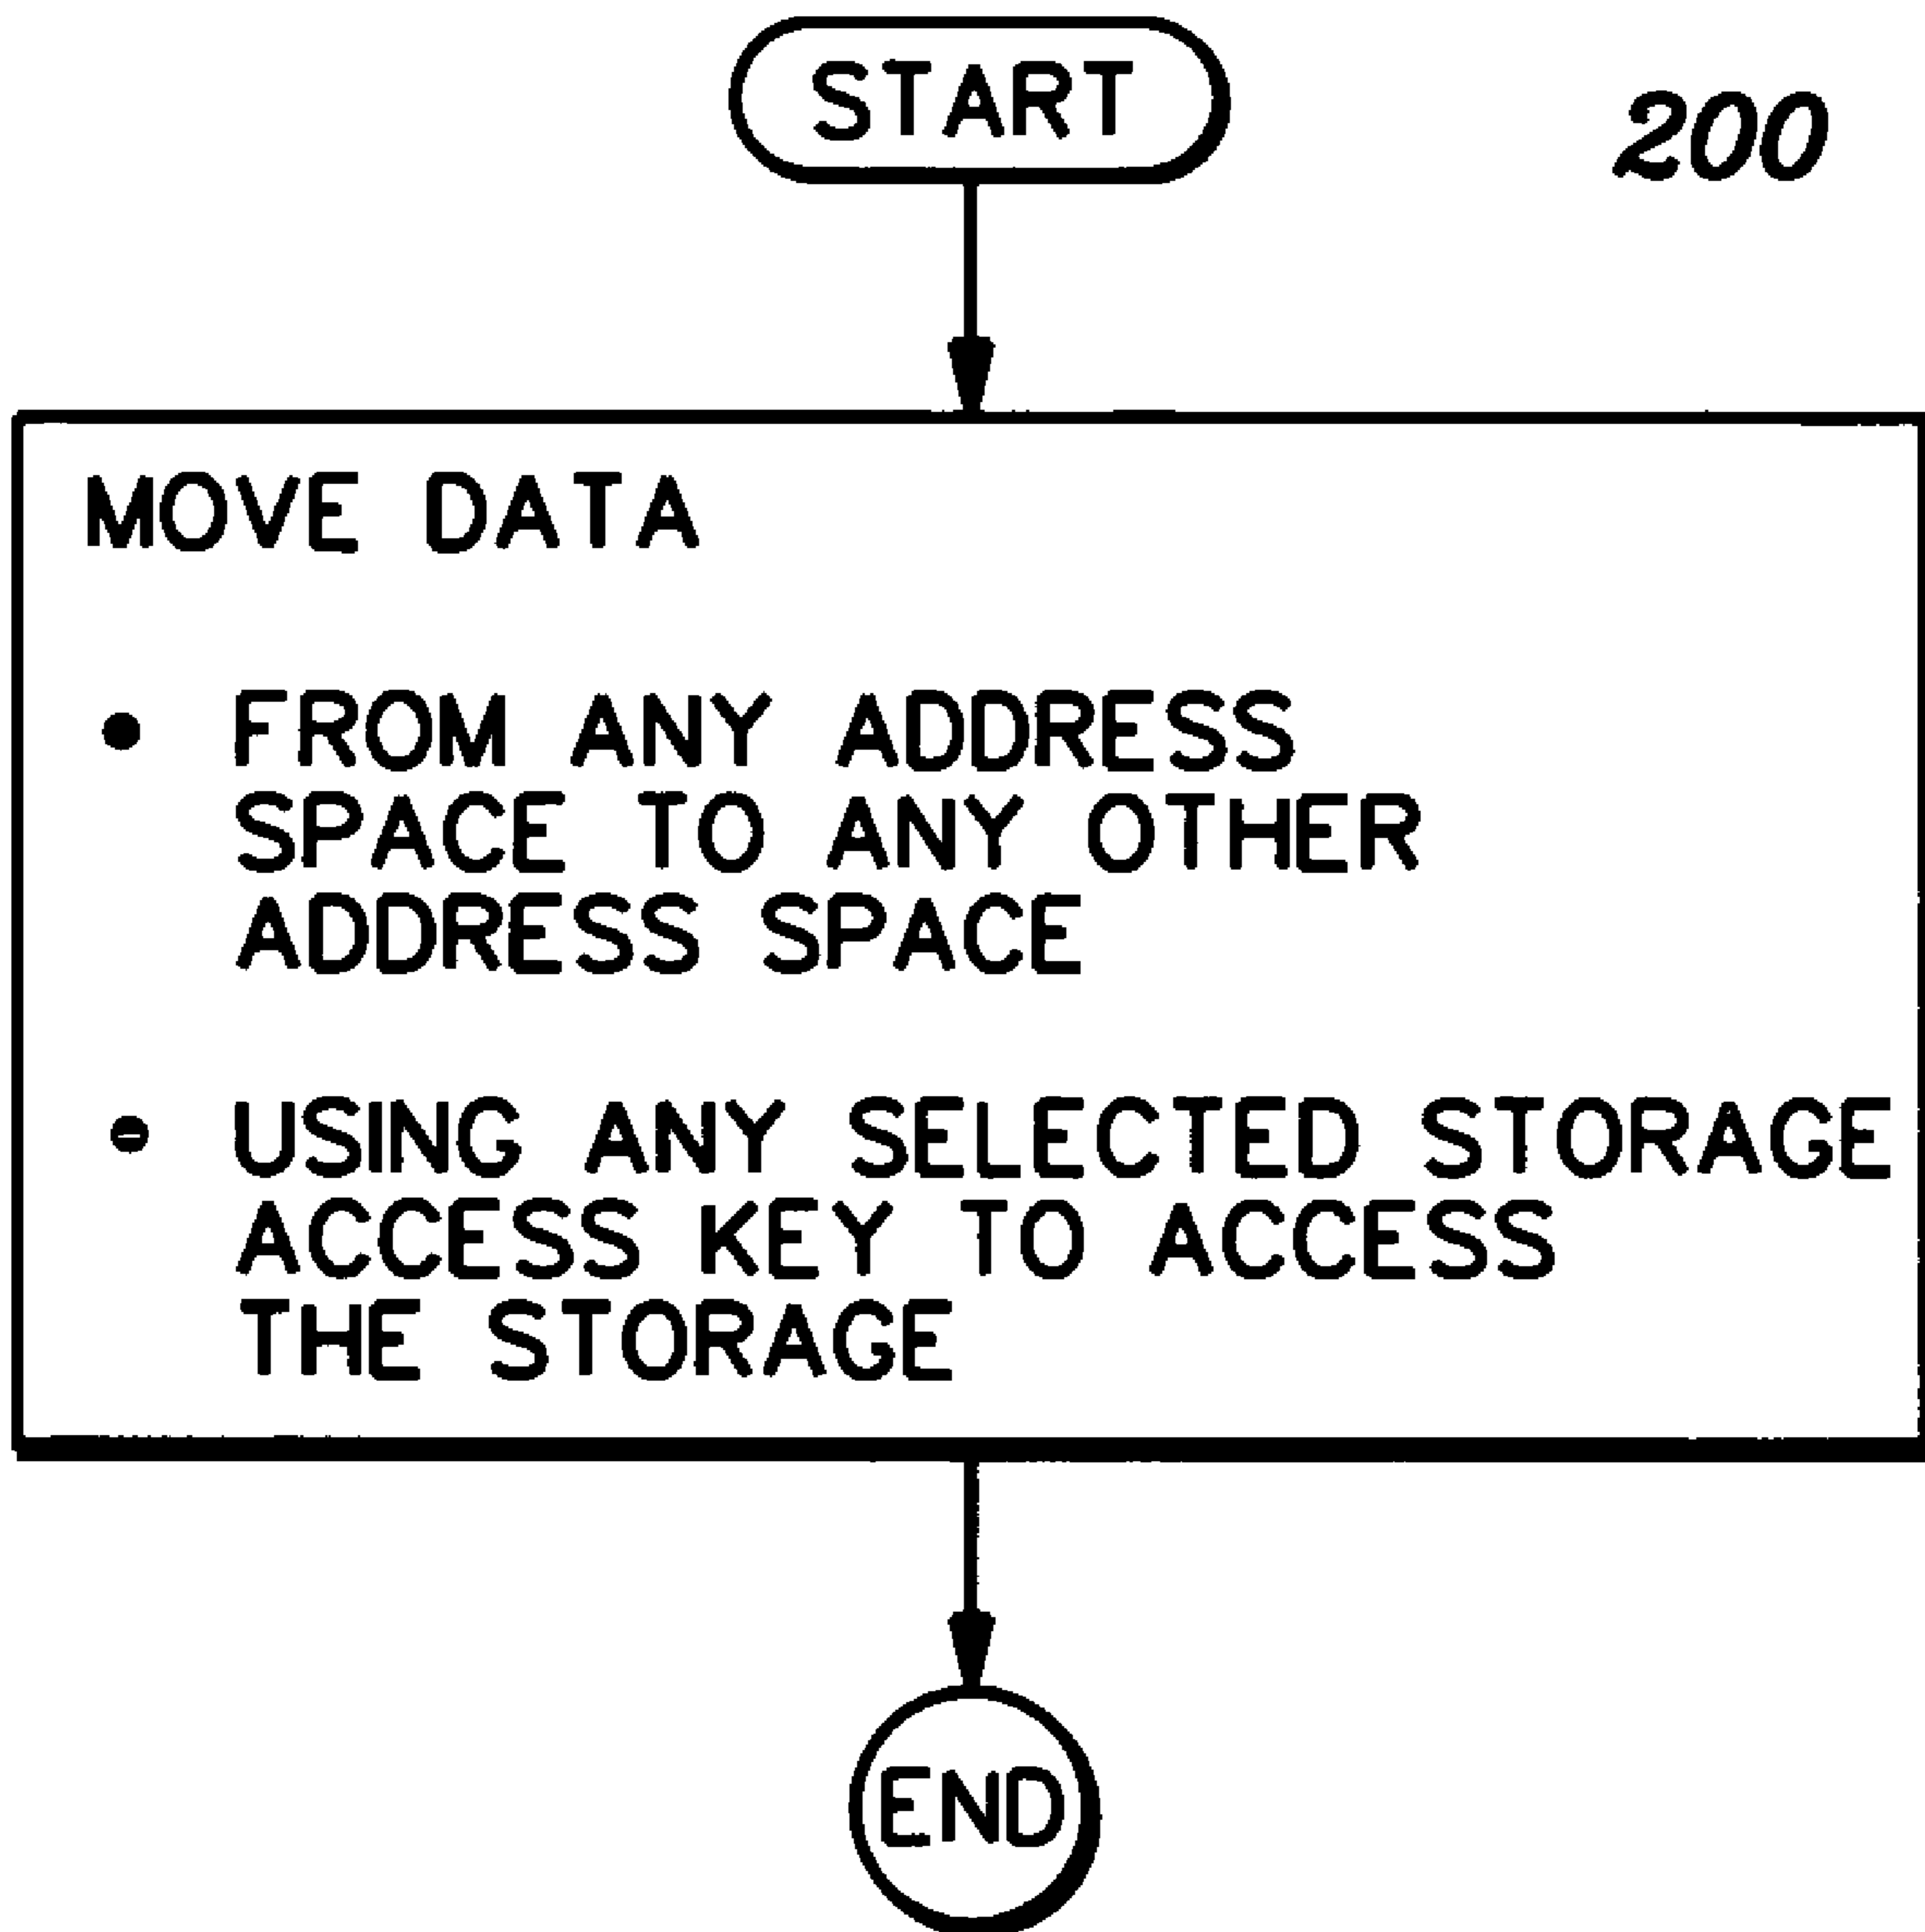 START
200
MOVE DATA
• FROM ANY ADDRESS
SPACE TO ANY OTHER
ADDRESS SPACE
• USING ANY SELECTED STORAGE
ACCESS KEY TO ACCESS
THE STORAGE
END